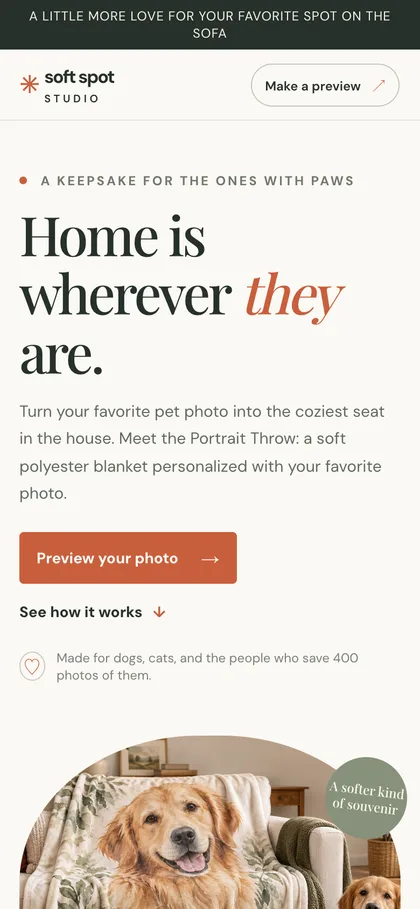 A LITTLE MORE LOVE FOR YOUR FAVORITE SPOT ON THE
SOFA
soft spot
STUDIO
Make a preview
A KEEPSAKE FOR THE ONES WITH PAWS
Home is
wherever they
are.
Turn your favorite pet photo into the coziest seat
in the house. Meet the Portrait Throw: a soft
polyester blanket personalized with your favorite
photo.
Preview your photo →
See how it works ↓
Made for dogs, cats, and the people who save 400
photos of them.
A softer kind
of souvenir